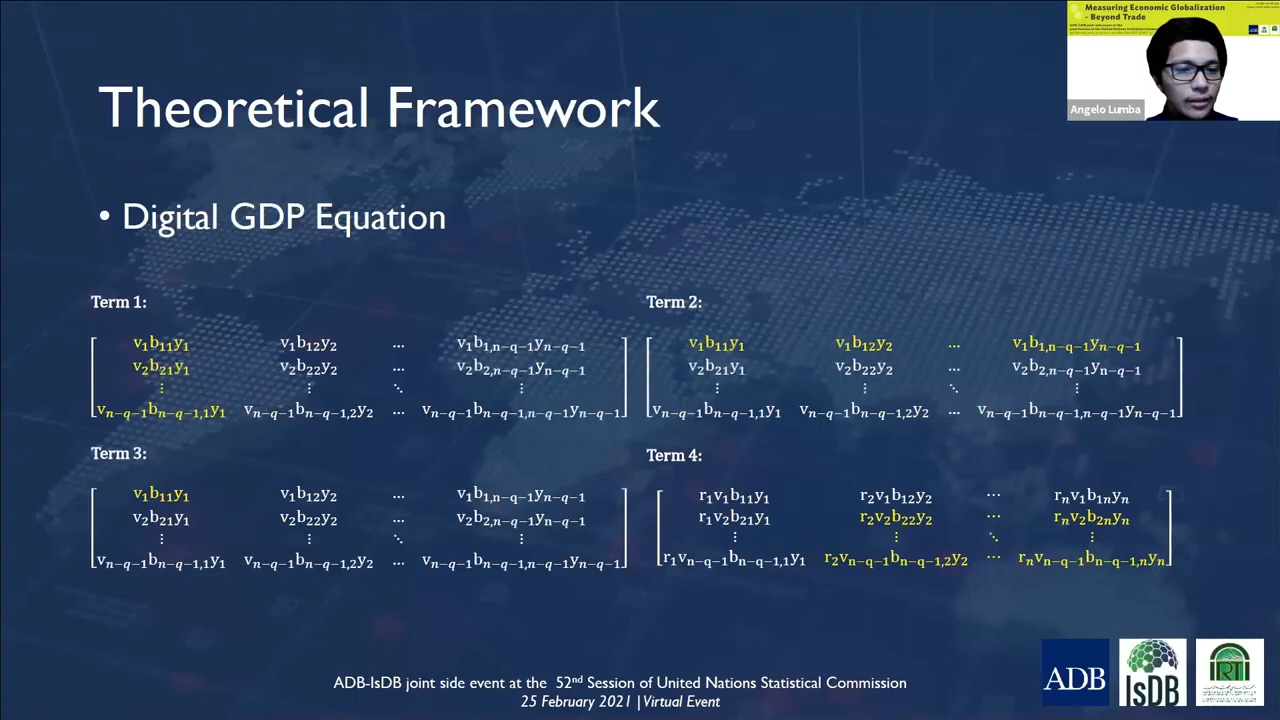 Measuring Economic Globalization
- Beyond Trade
ADB
Angelo Lumba
Theoretical Framework
• Digital GDP Equation
Term 1:
v₁b₁₁y₁ v₁b₁₂y₂ ... v₁b₁,n−q−1yn−q−1
v₂b₂₁y₁ v₂b₂₂y₂ ... v₂b₂,n−q−1yn−q−1
⋮ ⋮ ⋱ ⋮
vn−q−1bn−q−1,1y₁ vn−q−1bn−q−1,2y₂ ... vn−q−1bn−q−1,n−q−1yn−q−1
Term 2:
v₁b₁₁y₁ v₁b₁₂y₂ ... v₁b₁,n−q−1yn−q−1
v₂b₂₁y₁ v₂b₂₂y₂ ... v₂b₂,n−q−1yn−q−1
⋮ ⋮ ⋱ ⋮
vn−q−1bn−q−1,1y₁ vn−q−1bn−q−1,2y₂ ... vn−q−1bn−q−1,n−q−1yn−q−1
Term 3:
v₁b₁₁y₁ v₁b₁₂y₂ ... v₁b₁,n−q−1yn−q−1
v₂b₂₁y₁ v₂b₂₂y₂ ... v₂b₂,n−q−1yn−q−1
⋮ ⋮ ⋱ ⋮
vn−q−1bn−q−1,1y₁ vn−q−1bn−q−1,2y₂ ... vn−q−1bn−q−1,n−q−1yn−q−1
Term 4:
r₁v₁b₁₁y₁ r₂v₁b₁₂y₂ ⋯ rnv₁b₁nyn
r₁v₂b₂₁y₁ r₂v₂b₂₂y₂ ⋯ rnv₂b₂nyn
⋮ ⋮ ⋱ ⋮
r₁vn−q−1bn−q−1,1y₁ r₂vn−q−1bn−q−1,2y₂ ⋯ rnvn−q−1bn−q−1,nyn
ADB-IsDB joint side event at the 52nd Session of United Nations Statistical Commission
2021 | Virtual Event
ADB
IsDB
IRTI